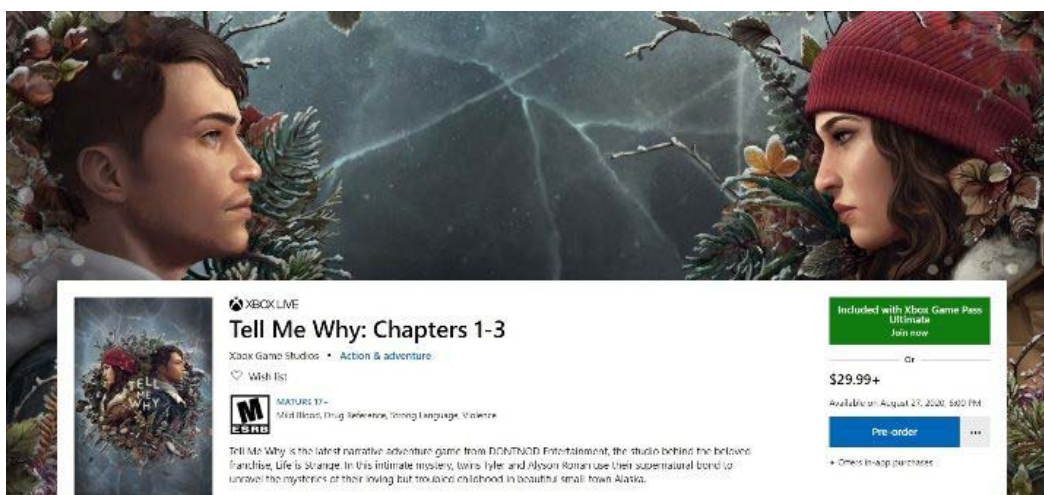 XBOX LIVE
Tell Me Why: Chapters 1-3
Xbox Game Studios • Action & adventure
Wish list
M
ESRB
MATURE 17+
Mild Blood, Drug Reference, Strong Language, Violence
Tell Me Why is the latest narrative adventure game from DONTNOD Entertainment, the studio behind the beloved
franchise, Life is Strange. In this intimate mystery, twins Tyler and Alyson Ronan use their supernatural bond to
unravel the mysteries of their loving but troubled childhood in beautiful small town Alaska.
TELL
ME
WHY
Included with Xbox Game Pass
Ultimate
Join now
Or
$29.99+
Available on August 27, 2020, 6:00 PM
Pre-order
...
+ Offers in-app purchases